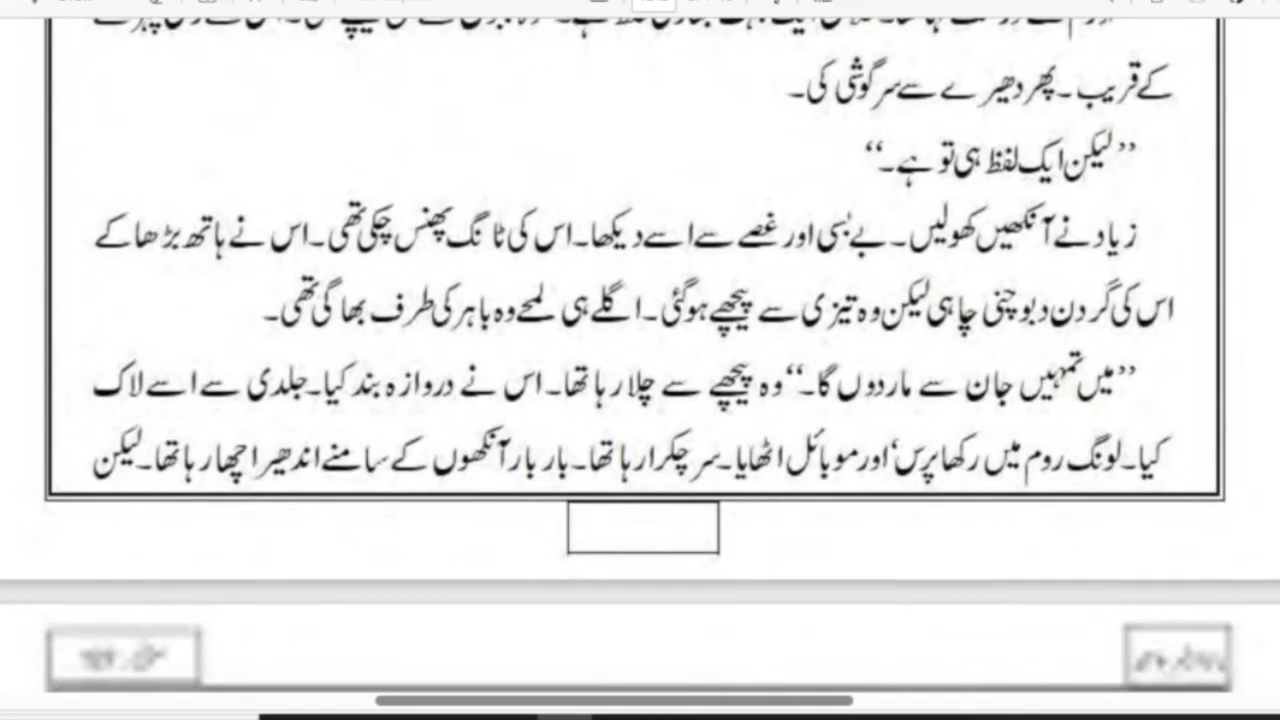 کے قریب ۔ پھر دھیرے سے سرگوشی کی۔
’’ لیکن ایک لفظ ہی تو ہے۔‘‘
زیاد نے آنکھیں کھولیں۔ بے بسی اور غصے سے اسے دیکھا۔ اس کی ٹانگ پھنس چکی تھی۔ اس نے ہاتھ بڑھا کے
اس کی گردن دبوچنی چاہی لیکن وہ تیزی سے پیچھے ہوگئی۔ اگلے ہی لمحے وہ باہر کی طرف بھاگی تھی۔
’’میں تمہیں جان سے مار دوں گا۔‘‘ وہ پیچھے سے چلا رہا تھا۔ اس نے دروازہ بند کیا۔ جلدی سے اسے لاک
کیا۔ لونگ روم میں رکھا پرس‘ اور موبائل اٹھایا۔ سر چکرا رہا تھا۔ بار بار آنکھوں کے سامنے اندھیرا چھا رہا تھا۔ لیکن